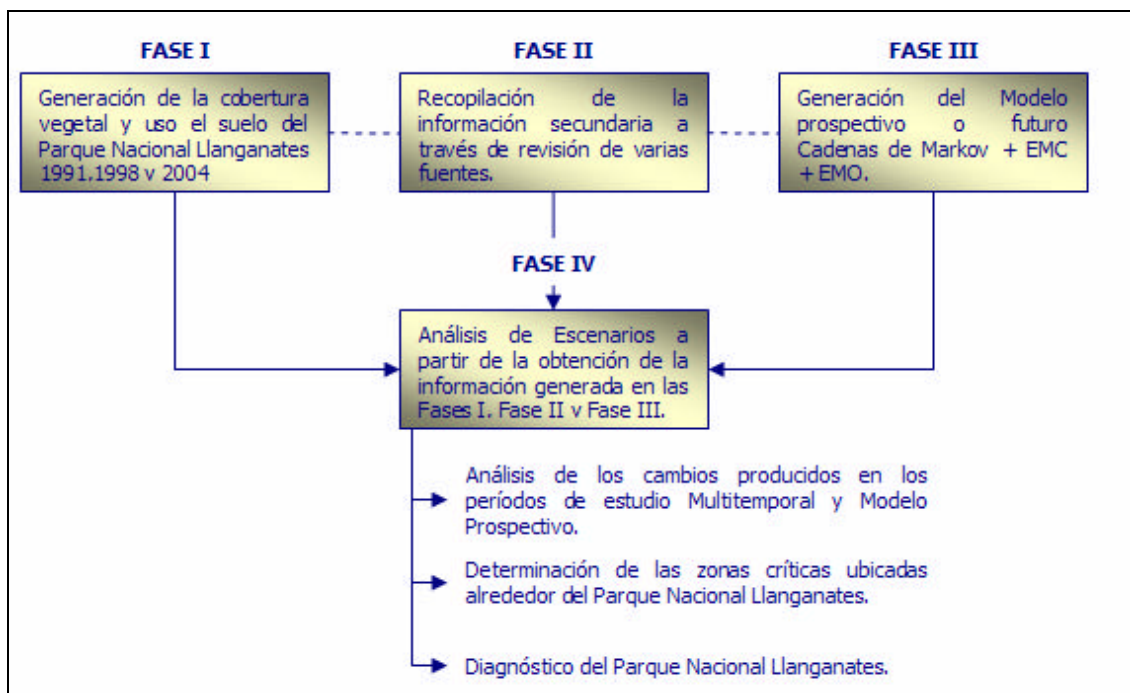 FASE I
Generación de la cobertura
vegetal y uso el suelo del
Parque Nacional Llanganates
1991.1998 v 2004
FASE II
Recopilación de la
información secundaria a
través de revisión de varias
fuentes.
FASE III
Generación del Modelo
prospectivo o futuro
Cadenas de Markov + EMC
+ EMO.
FASE IV
Análisis de Escenarios a
partir de la obtención de la
información generada en las
Fases I. Fase II v Fase III.
Análisis de los cambios producidos en los
períodos de estudio Multitemporal y Modelo
Prospectivo.
Determinación de las zonas críticas ubicadas
alrededor del Parque Nacional Llanganates.
Diagnóstico del Parque Nacional Llanganates.